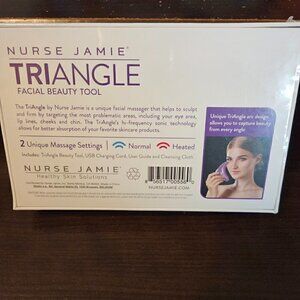 NURSE JAMIE®
TRIANGLE
FACIAL BEAUTY TOOL
The TriAngle by Nurse Jamie is a unique facial massager that helps to sculpt
and firm by targeting the most problematic areas, including your eye area,
lip lines, cheeks and chin. The TriAngle's hi-frequency sonic technology
allows for better absorption of your favorite skincare products.
Unique TriAngle arc design
allows you to capture beauty
from every angle
2 Unique Massage Settings
Normal
Heated
Includes: TriAngle Beauty Tool, USB Charging Cord, User Guide and Cleansing Cloth
NURSE JAMIE®
Healthy Skin Solutions
NURSEJAMIE.COM